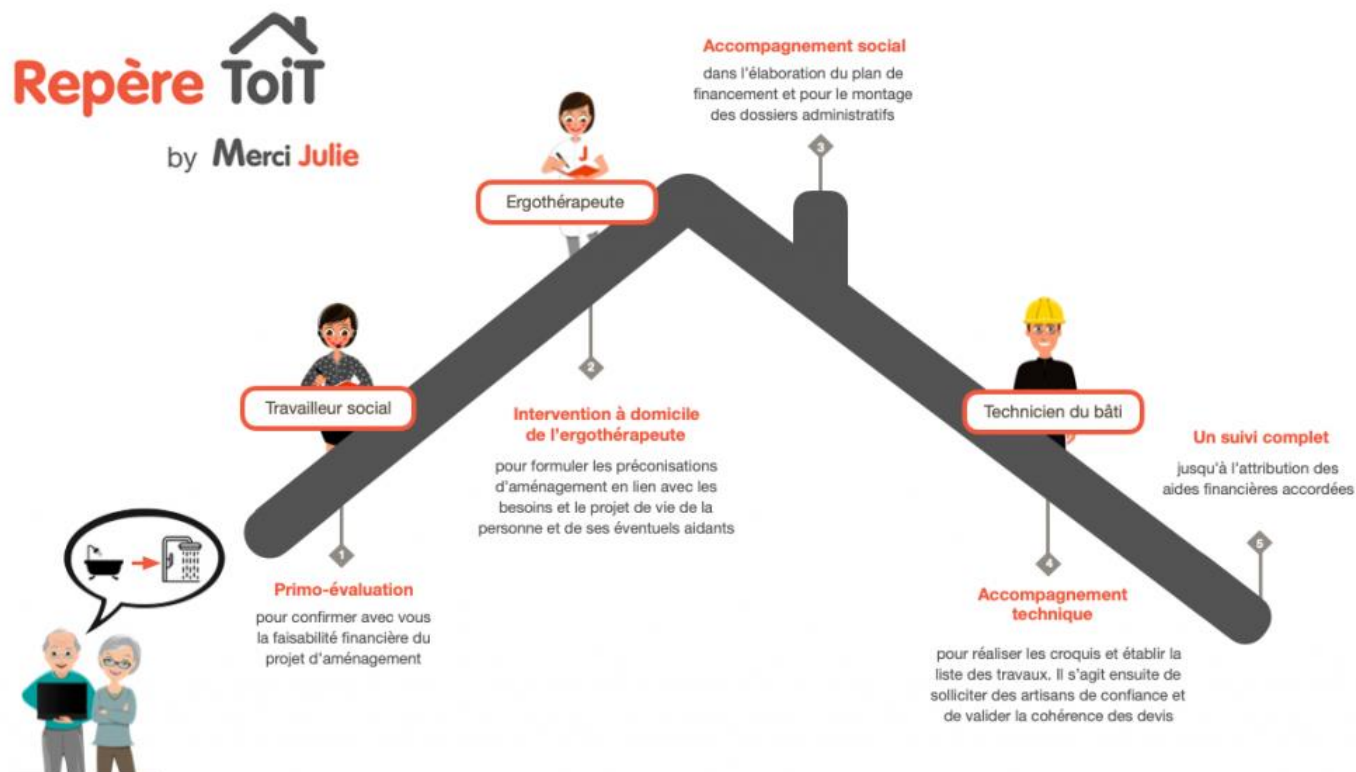 Repère ToiT
by Merci Julie
Travailleur social
1
Primo-évaluation
pour confirmer avec vous
la faisabilité financière du
projet d'aménagement
J
Ergothérapeute
2
Intervention à domicile
de l'ergothérapeute
pour formuler les préconisations
d'aménagement en lien avec les
besoins et le projet de vie de la
personne et de ses éventuels aidants
Accompagnement social
dans l'élaboration du plan de
financement et pour le montage
des dossiers administratifs
3
Technicien du bâti
4
Accompagnement
technique
pour réaliser les croquis et établir la
liste des travaux. Il s'agit ensuite de
solliciter des artisans de confiance et
de valider la cohérence des devis
Un suivi complet
jusqu'à l'attribution des
aides financières accordées
5